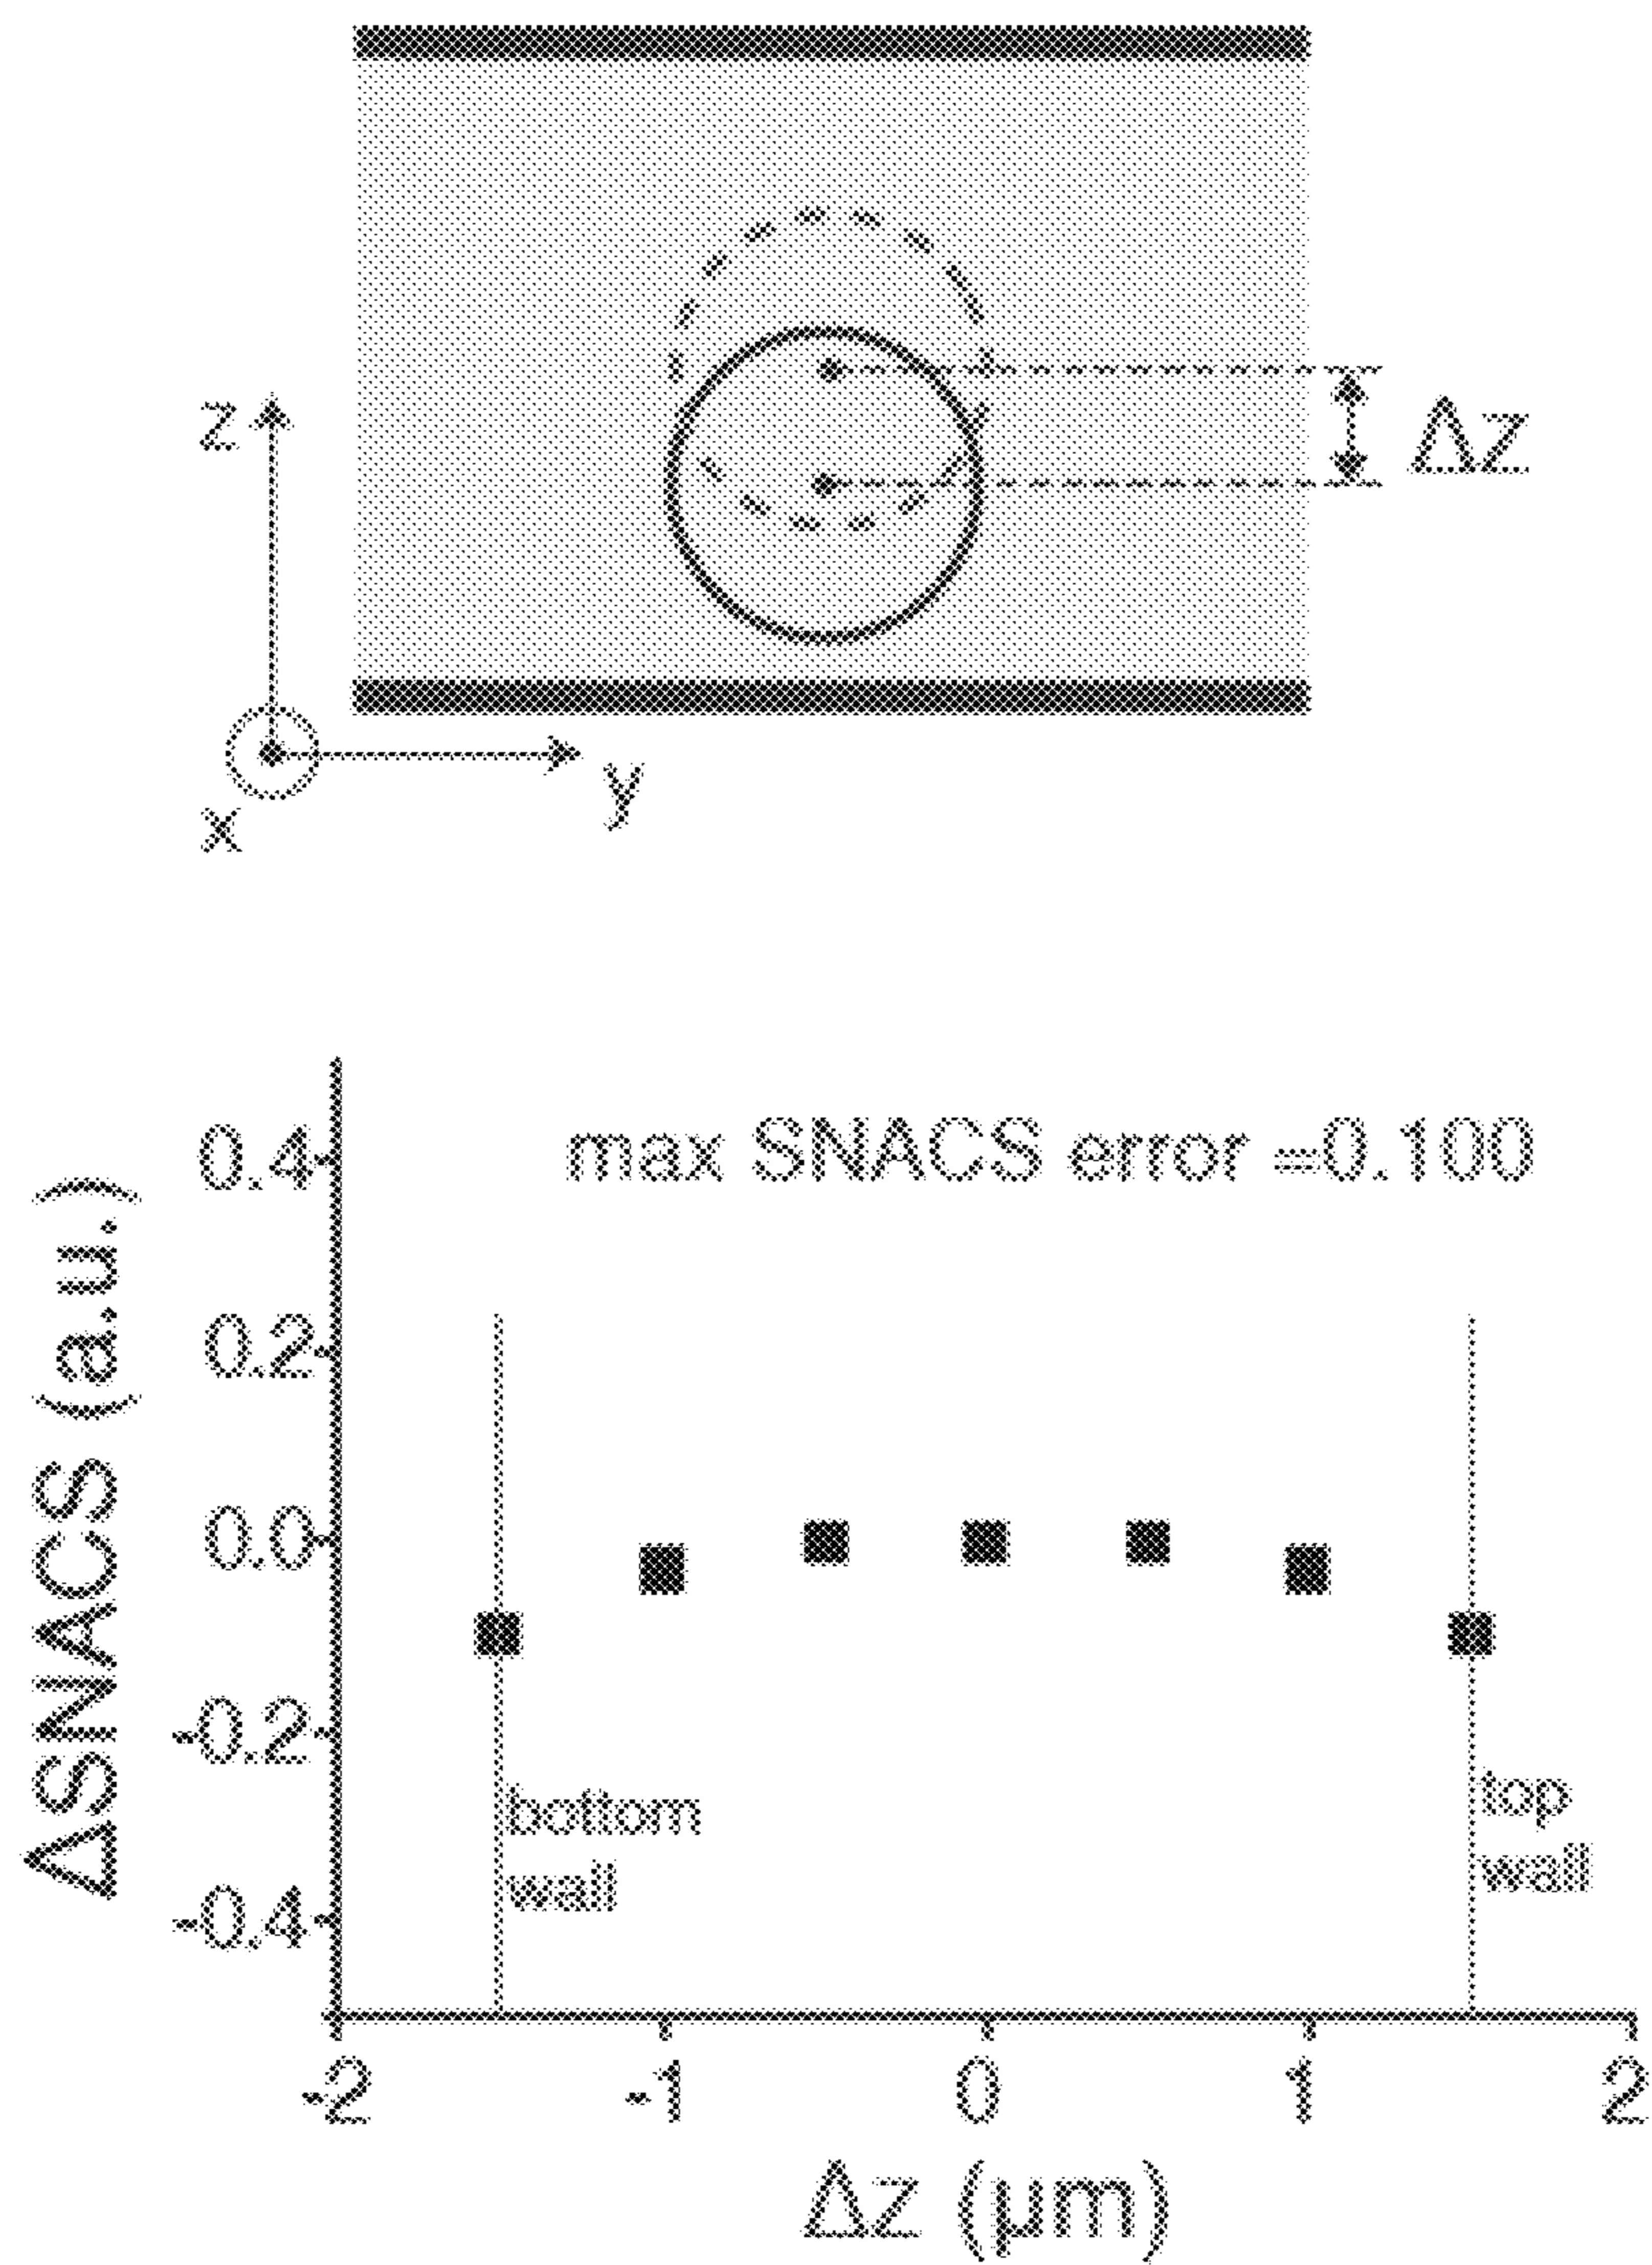 z
Δz
y
x
max SNACS error =0.100
ΔSNACS (a.u.)
0.4
0.2
0.0
-0.2
-0.4
bottom
wall
top
wall
-2
-1
0
1
2
Δz (μm)